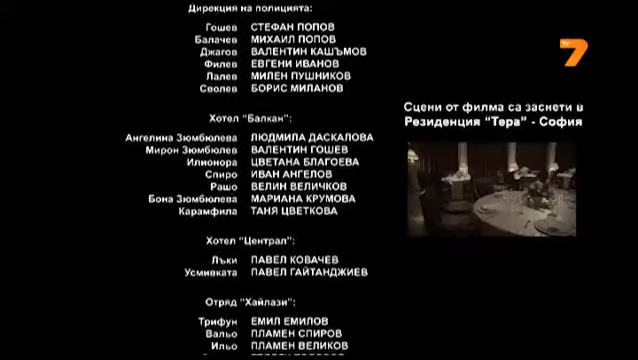 Дирекция на полицията:
Гошев СТЕФАН ПОПОВ
Балачев МИХАИЛ ПОПОВ
Джагов ВАЛЕНТИН КАШЪМОВ
Филев ЕВГЕНИ ИВАНОВ
Лалев МИЛЕН ПУШНИКОВ
Сволев БОРИС МИЛАНОВ
Хотел "Балкан":
Ангелина Зюмбюлева ЛЮДМИЛА ДАСКАЛОВА
Мирон Зюмбюлев ВАЛЕНТИН ГОШЕВ
Илионора ЦВЕТАНА БЛАГОЕВА
Спиро ИВАН АНГЕЛОВ
Рашо ВЕЛИН ВЕЛИЧКОВ
Бона Зюмбюлева МАРИАНА КРУМОВА
Карамфила ТАНЯ ЦВЕТКОВА
Хотел "Централ":
Лъки ПАВЕЛ КОВАЧЕВ
Усмивката ПАВЕЛ ГАЙТАНДЖИЕВ
Отряд "Хайлази":
Трифун ЕМИЛ ЕМИЛОВ
Вальо ПЛАМЕН СПИРОВ
Ильо ПЛАМЕН ВЕЛИКОВ
TV 7
Сцени от филма са заснети в
Резиденция "Тера" - София